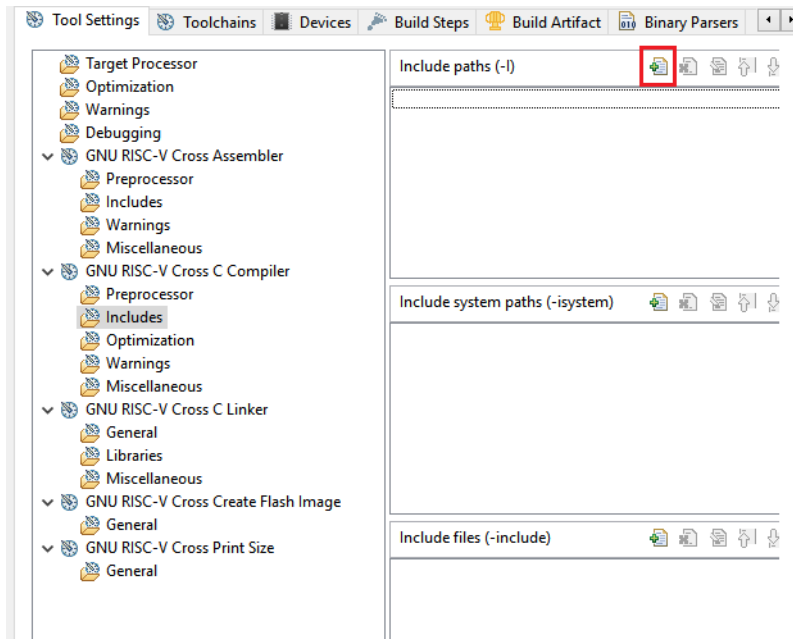 Tool Settings Toolchains Devices Build Steps Build Artifact Binary Parsers
Target Processor
Optimization
Warnings
Debugging
GNU RISC-V Cross Assembler
Preprocessor
Includes
Warnings
Miscellaneous
GNU RISC-V Cross C Compiler
Preprocessor
Includes
Optimization
Warnings
Miscellaneous
GNU RISC-V Cross C Linker
General
Libraries
Miscellaneous
GNU RISC-V Cross Create Flash Image
General
GNU RISC-V Cross Print Size
General
Include paths (-I)
Include system paths (-isystem)
Include files (-include)